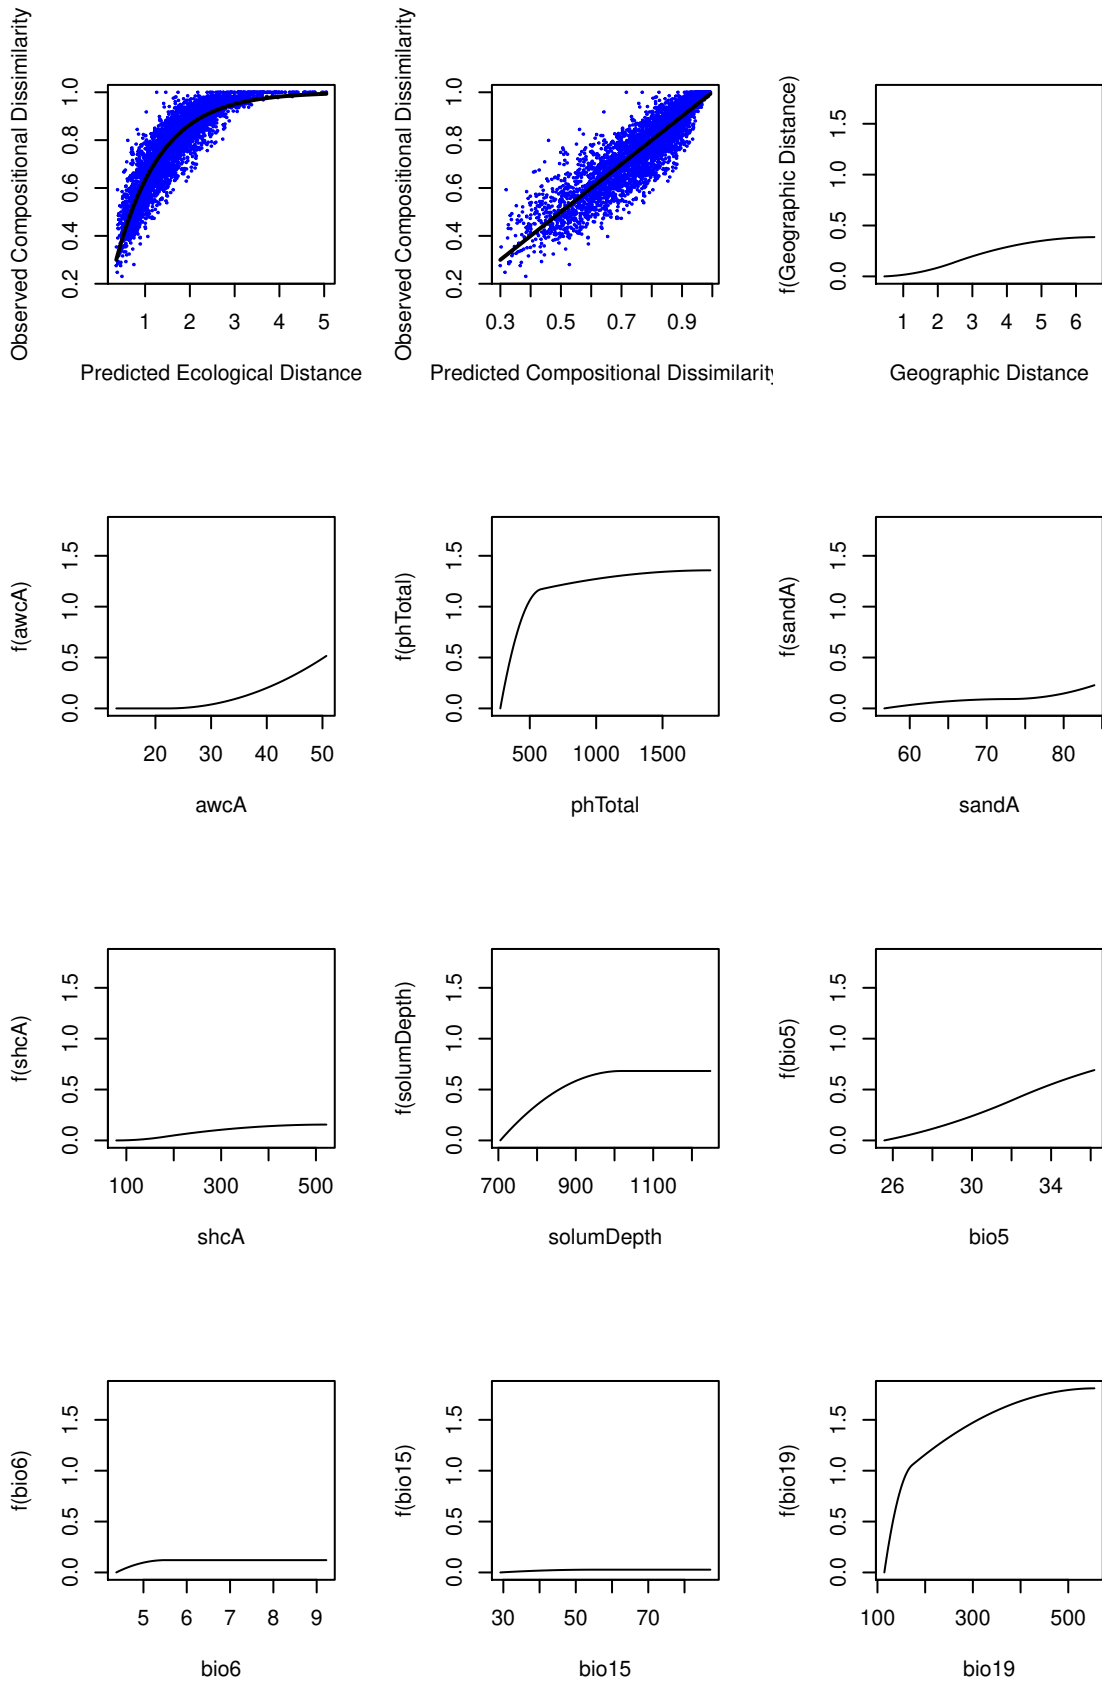 Observed Compositional Dissimilarity
0.2 0.4 0.6 0.8 1.0
1 2 3 4 5
Predicted Ecological Distance
Observed Compositional Dissimilarity
0.2 0.4 0.6 0.8 1.0
0.3 0.5 0.7 0.9
Predicted Compositional Dissimilarity
f(Geographic Distance)
0.0 0.5 1.0 1.5
1 2 3 4 5 6
Geographic Distance
f(awcA)
0.0 0.5 1.0 1.5
20 30 40 50
awcA
f(phTotal)
0.0 0.5 1.0 1.5
500 1000 1500
phTotal
f(sandA)
0.0 0.5 1.0 1.5
60 70 80
sandA
f(shcA)
0.0 0.5 1.0 1.5
100 300 500
shcA
f(solumDepth)
0.0 0.5 1.0 1.5
700 900 1100
solumDepth
f(bio5)
0.0 0.5 1.0 1.5
26 30 34
bio5
f(bio6)
0.0 0.5 1.0 1.5
5 6 7 8 9
bio6
f(bio15)
0.0 0.5 1.0 1.5
30 50 70
bio15
f(bio19)
0.0 0.5 1.0 1.5
100 300 500
bio19